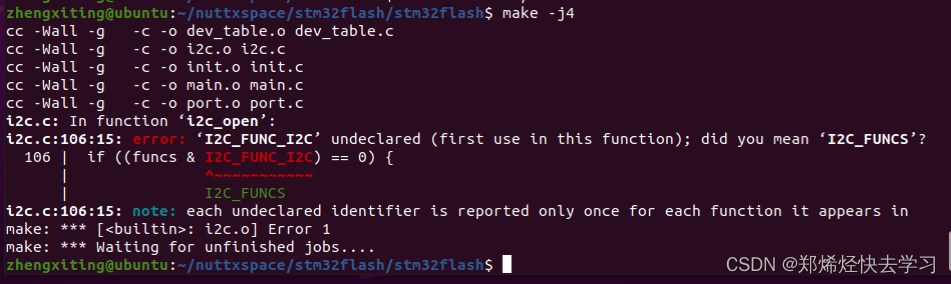 zhengxiting@ubuntu:~/nuttxspace/stm32flash/stm32flash$ make -j4
cc -Wall -g   -c -o dev_table.o dev_table.c
cc -Wall -g   -c -o i2c.o i2c.c
cc -Wall -g   -c -o init.o init.c
cc -Wall -g   -c -o main.o main.c
cc -Wall -g   -c -o port.o port.c
i2c.c: In function ‘i2c_open’:
i2c.c:106:15: error: ‘I2C_FUNC_I2C’ undeclared (first use in this function); did you mean ‘I2C_FUNCS’?
  106 |  if ((funcs & I2C_FUNC_I2C) == 0) {
      |               ^~~~~~~~~~~~
      |               I2C_FUNCS
i2c.c:106:15: note: each undeclared identifier is reported only once for each function it appears in
make: *** [<builtin>: i2c.o] Error 1
make: *** Waiting for unfinished jobs....
zhengxiting@ubuntu:~/nuttxspace/stm32flash/stm32flash$
CSDN @郑烯烃快去学习